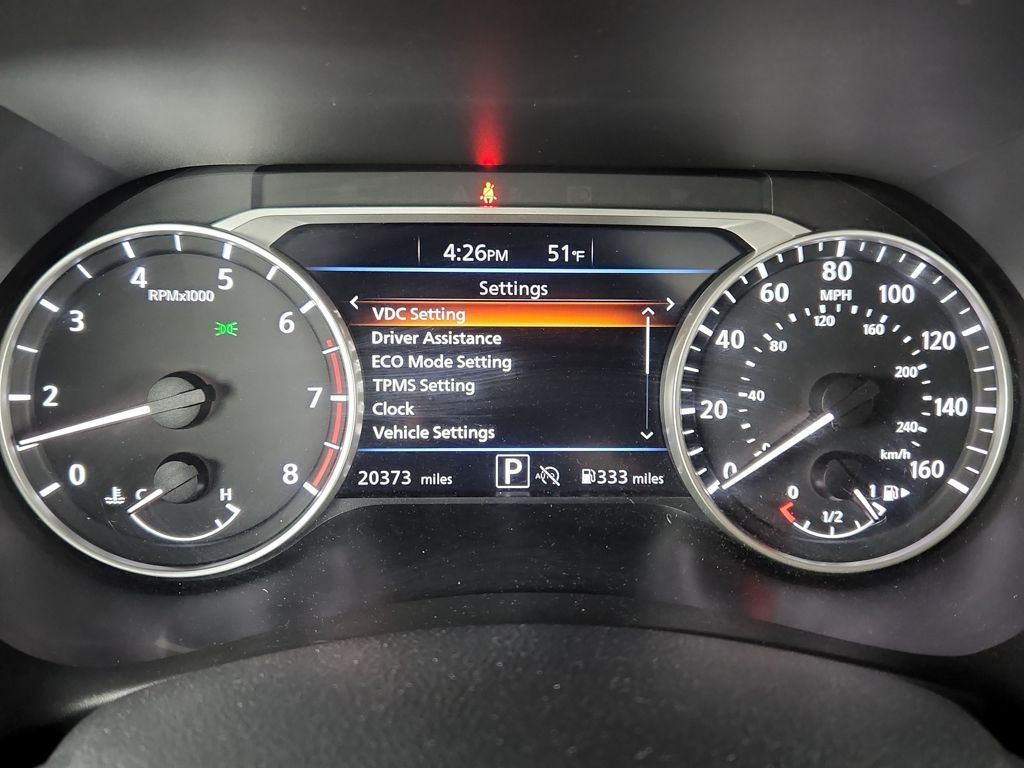 4:26PM 51°F
Settings
VDC Setting
Driver Assistance
ECO Mode Setting
TPMS Setting
Clock
Vehicle Settings
20373 miles P 333 miles
RPMx1000
0 2 3 4 5 6 7 8
C H
MPH
0 20 40 60 80 100 120 140 160
km/h
0 40 80 120 160 200 240
0 1/2 1